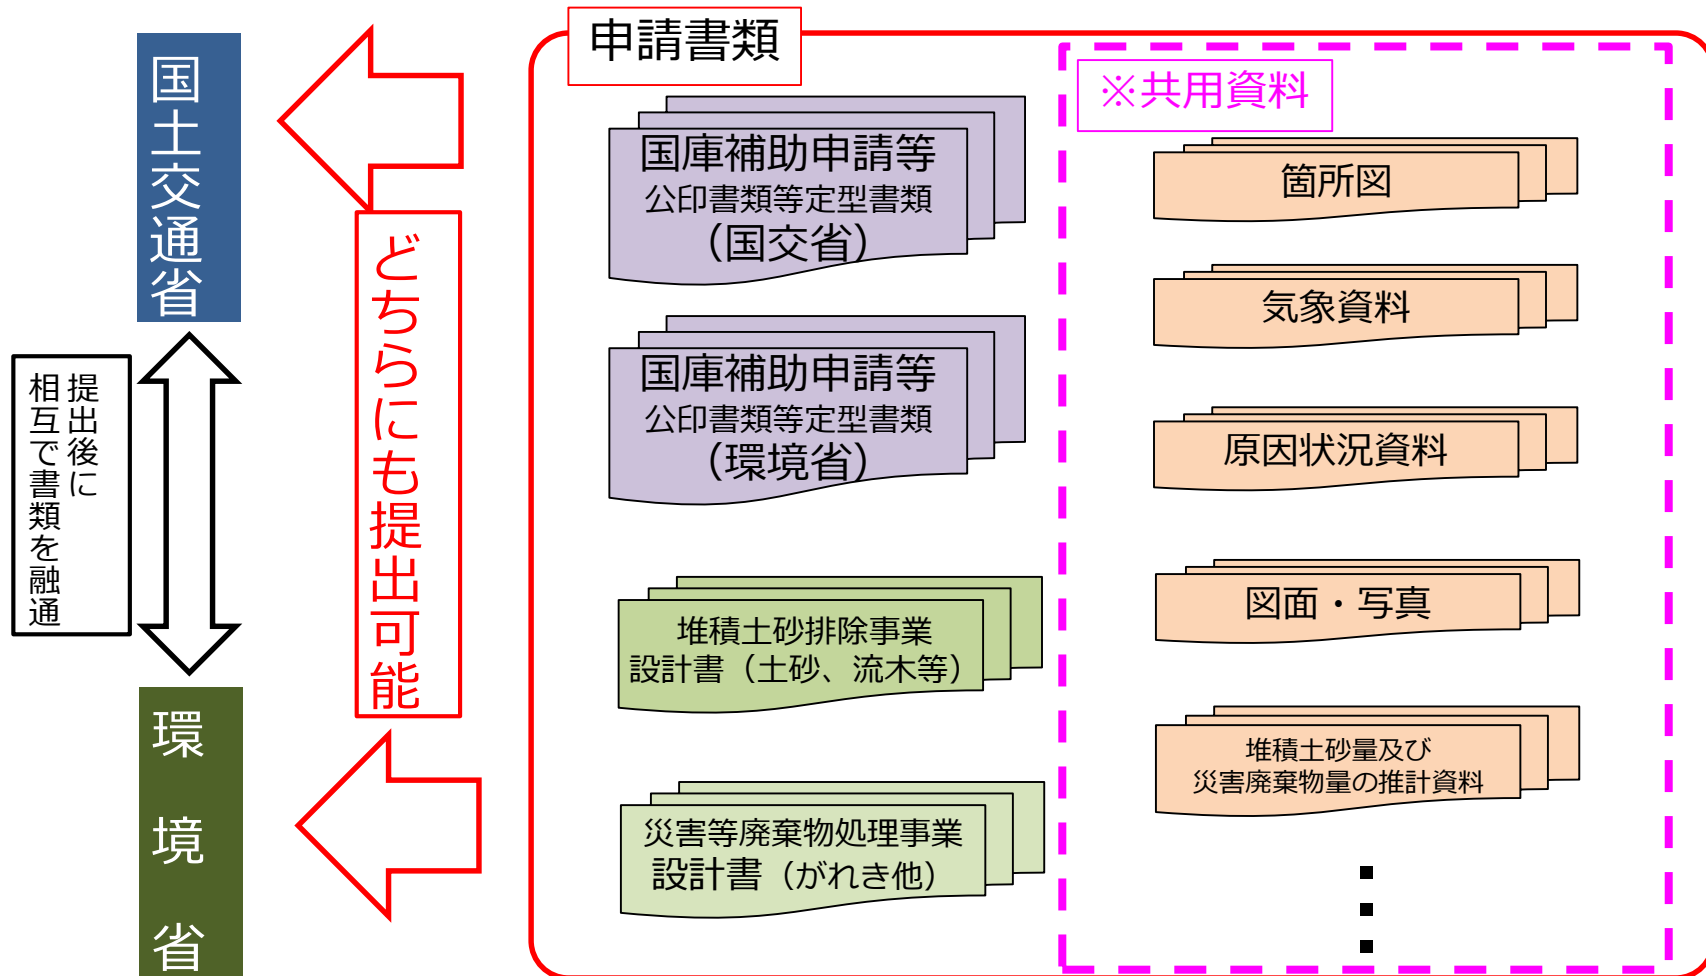 国土交通省
提出後に
相互で書類を融通
環境省
どちらにも提出可能
申請書類
国庫補助申請等
公印書類等定型書類
（国交省）
国庫補助申請等
公印書類等定型書類
（環境省）
堆積土砂排除事業
設計書（土砂、流木等）
災害等廃棄物処理事業
設計書（がれき他）
※共用資料
箇所図
気象資料
原因状況資料
図面・写真
堆積土砂量及び
災害廃棄物量の推計資料